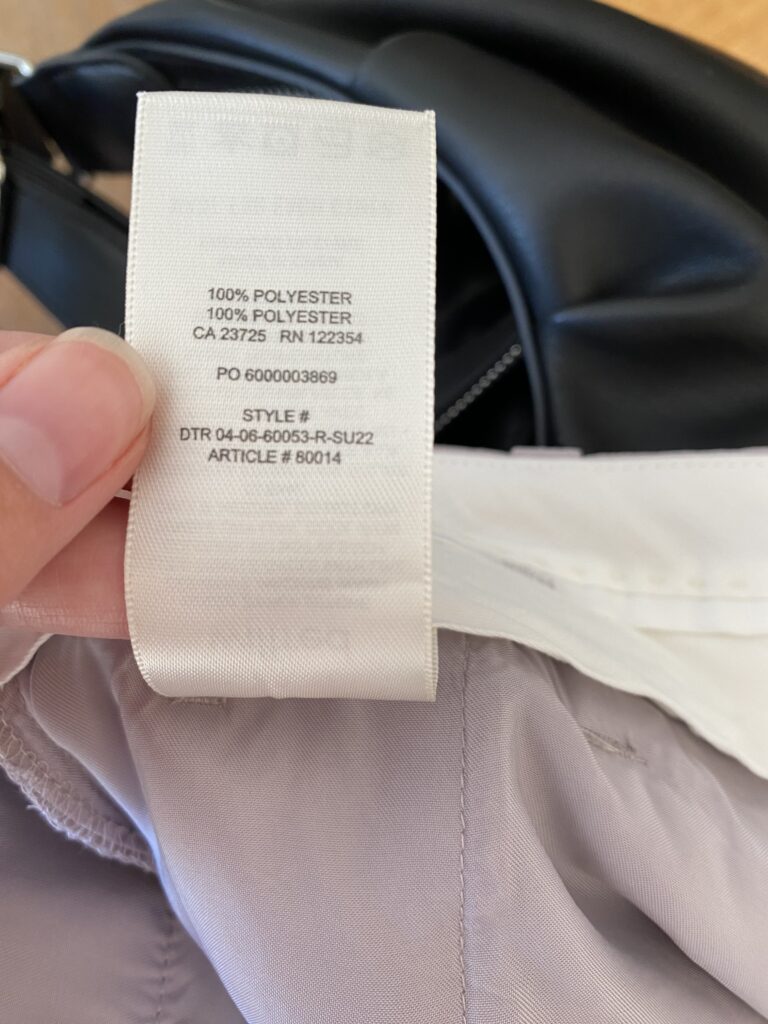 100% POLYESTER
100% POLYESTER
CA 23725 RN 122354
PO 6000003869
STYLE #
DTR 04-06-60053-R-SU22
ARTICLE # 60014